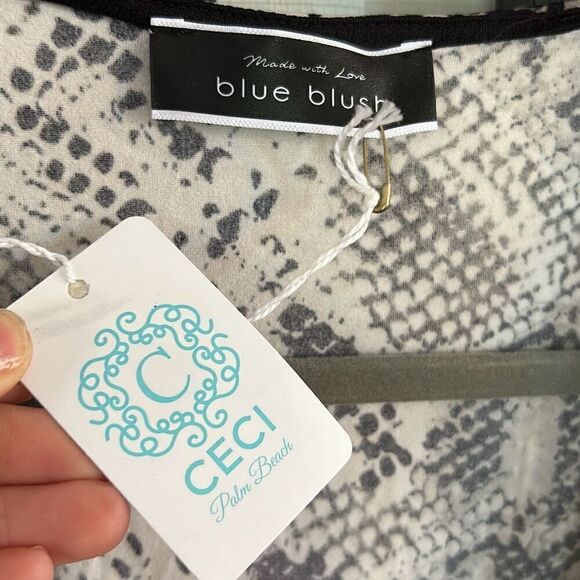 Made with Love
blue blush
C
CECI
Palm Beach